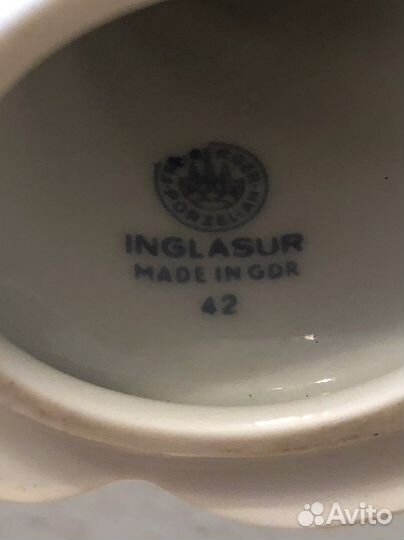 PORZELLAN
INGLASUR
MADE IN GDR
42
Avito